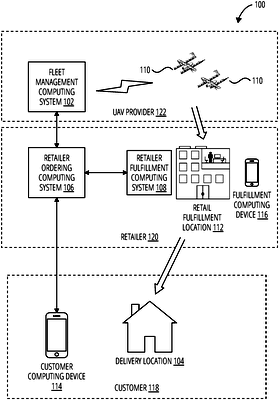 100
FLEET
MANAGEMENT
COMPUTING
SYSTEM 102
110
110
UAV PROVIDER 122
RETAILER
ORDERING
COMPUTING
SYSTEM 106
RETAILER
FULFILLMENT
COMPUTING
SYSTEM 108
RETAIL
FULFILLMENT
LOCATION 112
FULFILLMENT
COMPUTING
DEVICE 116
RETAILER 120
CUSTOMER
COMPUTING DEVICE
114
DELIVERY LOCATION 104
CUSTOMER 118